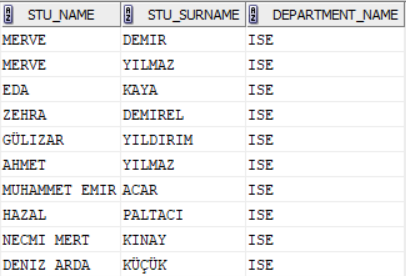 STU_NAME STU_SURNAME DEPARTMENT_NAME
MERVE DEMIR ISE
MERVE YILMAZ ISE
EDA KAYA ISE
ZEHRA DEMIREL ISE
GÜLIZAR YILDIRIM ISE
AHMET YILMAZ ISE
MUHAMMET EMIR ACAR ISE
HAZAL PALTACI ISE
NECMI MERT KINAY ISE
DENIZ ARDA KÜÇÜK ISE